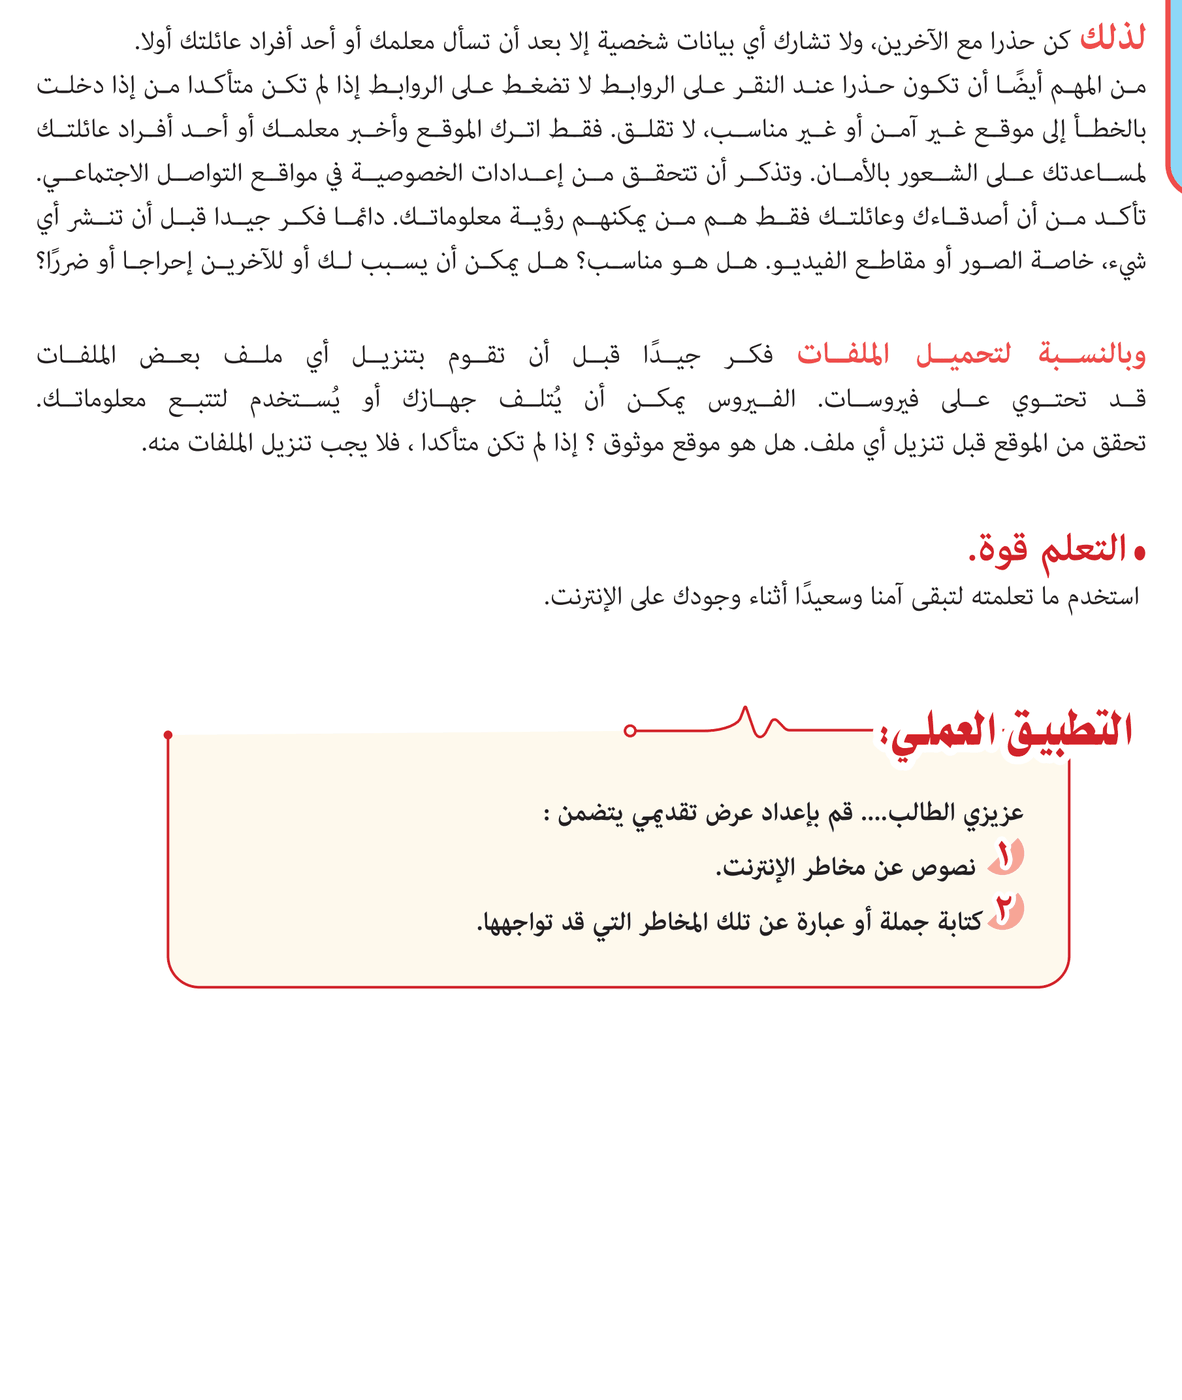 لذلك كن حذرا مع الآخرين، ولا تشارك أي بيانات شخصية إلا بعد أن تسأل معلمك أو أحد أفراد عائلتك أولا.
من المهم أيضًا أن تكون حذرا عند النقر على الروابط لا تضغط على الروابط إذا لم تكن متأكدا من إذا دخلت
بالخطأ إلى موقع غير آمن أو غير مناسب، لا تقلق. فقط اترك الموقع وأخبر معلمك أو أحد أفراد عائلتك
لمساعدتك على الشعور بالأمان. وتذكر أن تتحقق من إعدادات الخصوصية في مواقع التواصل الاجتماعي.
تأكد من أن أصدقاءك وعائلتك فقط هم من يمكنهم رؤية معلوماتك. دائما فكر جيدا قبل أن تنشر أي
شيء، خاصة الصور أو مقاطع الفيديو. هل هو مناسب؟ هل يمكن أن يسبب لك أو للآخرين إحراجا أو ضررًا؟
وبالنسبة لتحميل الملفات فكر جيدًا قبل أن تقوم بتنزيل أي ملف بعض الملفات
قد تحتوي على فيروسات. الفيروس يمكن أن يُتلف جهازك أو يُستخدم لتتبع معلوماتك.
تحقق من الموقع قبل تنزيل أي ملف. هل هو موقع موثوق ؟ إذا لم تكن متأكدا ، فلا يجب تنزيل الملفات منه.
• التعلم قوة.
استخدم ما تعلمته لتبقى آمنا وسعيدًا أثناء وجودك على الإنترنت.
التطبيق العملي:
عزيزي الطالب.... قم بإعداد عرض تقديمي يتضمن :
١ نصوص عن مخاطر الإنترنت.
٢ كتابة جملة أو عبارة عن تلك المخاطر التي قد تواجهها.